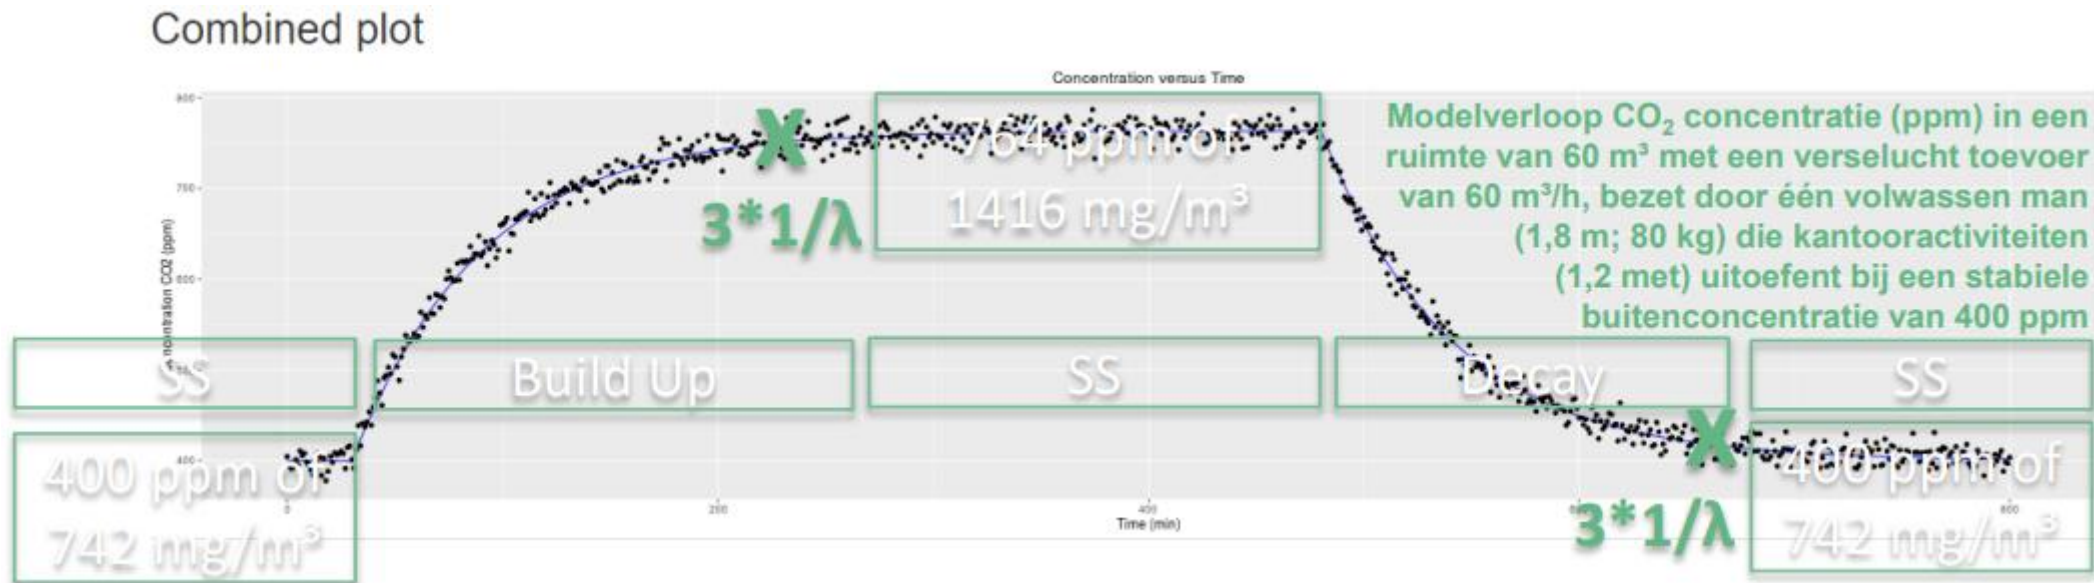 Combined plot
Concentration versus Time
800
700
600
400
0
200
400
600
800
Time (min)
X
3*1/λ
764 ppm of
1416 mg/m³
Modelverloop CO₂ concentratie (ppm) in een
ruimte van 60 m³ met een verselucht toevoer
van 60 m³/h, bezet door één volwassen man
(1,8 m; 80 kg) die kantooractiviteiten
(1,2 met) uitoefent bij een stabiele
buitenconcentratie van 400 ppm
SS
Build Up
SS
Decay
SS
400 ppm of
742 mg/m³
X
3*1/λ
400 ppm of
742 mg/m³